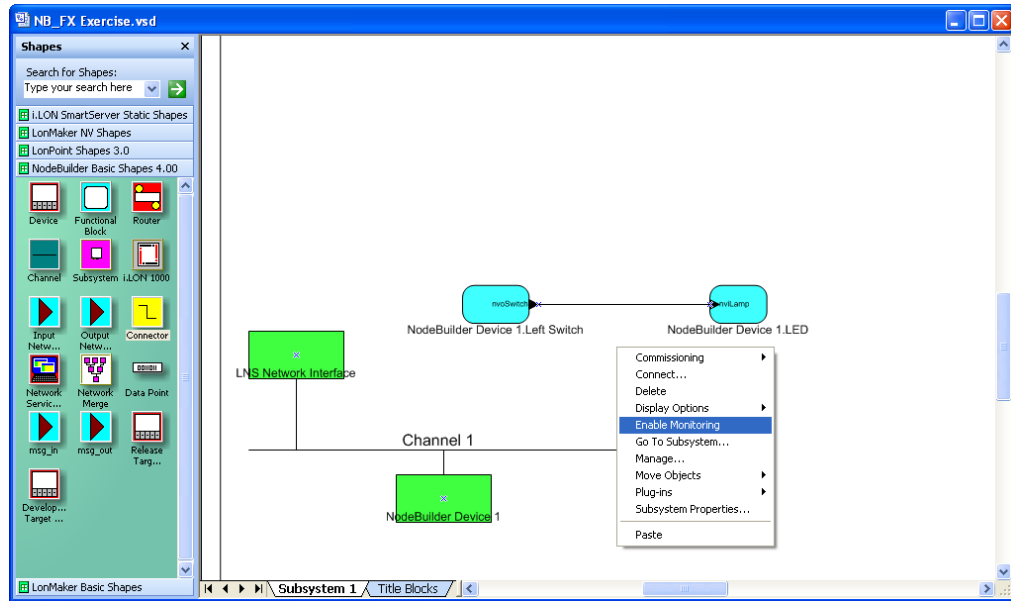 NB_FX Exercise.vsd
Shapes
Search for Shapes:
Type your search here
i.LON SmartServer Static Shapes
LonMaker NV Shapes
LonPoint Shapes 3.0
NodeBuilder Basic Shapes 4.00
Device
Functional Block
Router
Channel
Subsystem
i.LON 1000
Input Netw...
Output Netw...
Connector
Network Servic...
Network Merge
Data Point
msg_in
msg_out
Release Targ...
Develop... Target ...
LonMaker Basic Shapes
nvoSwitch
nviLamp
NodeBuilder Device 1.Left Switch
NodeBuilder Device 1.LED
LNS Network Interface
Channel 1
NodeBuilder Device 1
Commissioning
Connect...
Delete
Display Options
Enable Monitoring
Go To Subsystem...
Manage...
Move Objects
Plug-ins
Subsystem Properties...
Paste
Subsystem 1
Title Blocks